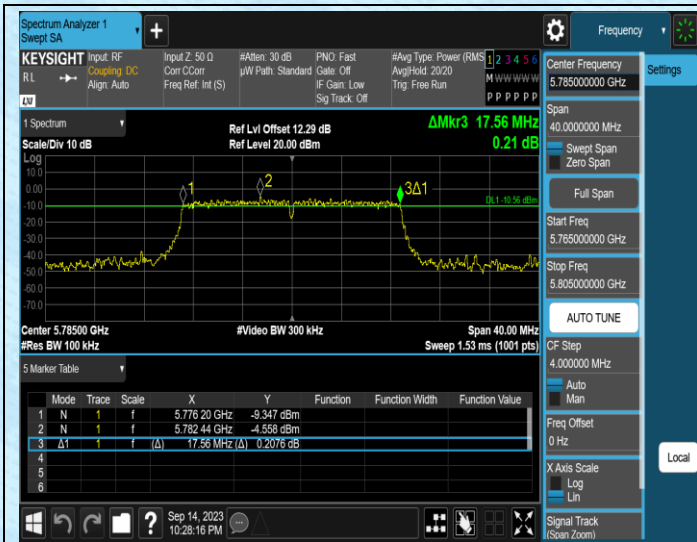 Spectrum Analyzer 1
Swept SA
Frequency
KEYSIGHT
RL
LXI
Input: RF
Coupling: DC
Align: Auto
Input Z: 50 Ω
Corr CCorr
Freq Ref: Int (S)
#Atten: 30 dB
µW Path: Standard
PNO: Fast
Gate: Off
IF Gain: Low
Sig Track: Off
#Avg Type: Power (RMS
Avg|Hold: 20/20
Trig: Free Run
1 2 3 4 5 6
M W W W W W
P P P P P P
1 Spectrum
Scale/Div 10 dB
Ref Lvl Offset 12.29 dB
Ref Level 20.00 dBm
ΔMkr3 17.56 MHz
0.21 dB
Log
10.0
0.00
-10.0
-20.0
-30.0
-40.0
-50.0
-60.0
-70.0
1
2
3Δ1
DL1 -10.56 dBm
Center 5.78500 GHz
#Res BW 100 kHz
#Video BW 300 kHz
Span 40.00 MHz
Sweep 1.53 ms (1001 pts)
5 Marker Table
Mode Trace Scale X Y Function Function Width Function Value
1 N 1 f 5.776 20 GHz -9.347 dBm
2 N 1 f 5.782 44 GHz -4.558 dBm
3 Δ1 1 f (Δ) 17.56 MHz (Δ) 0.2076 dB
4
5
6
Sep 14, 2023
10:28:16 PM
Center Frequency
5.785000000 GHz
Span
40.0000000 MHz
Swept Span
Zero Span
Full Span
Start Freq
5.765000000 GHz
Stop Freq
5.805000000 GHz
AUTO TUNE
CF Step
4.000000 MHz
Auto
Man
Freq Offset
0 Hz
X Axis Scale
Log
Lin
Signal Track
(Span Zoom)
Settings
Local